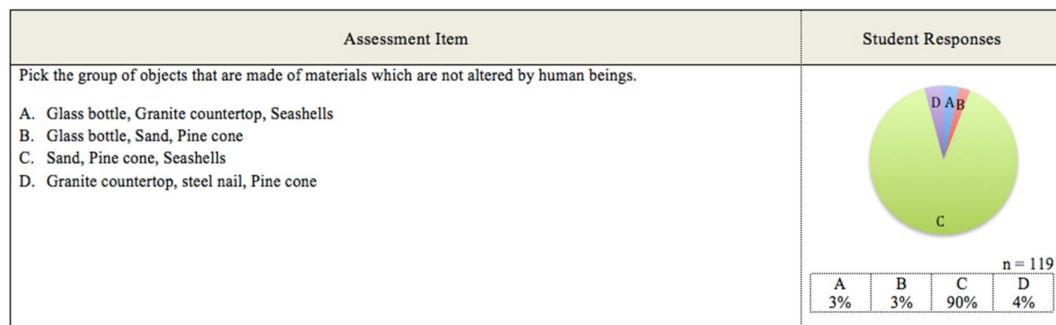 Assessment Item
Student Responses
Pick the group of objects that are made of materials which are not altered by human beings.
A. Glass bottle, Granite countertop, Seashells
B. Glass bottle, Sand, Pine cone
C. Sand, Pine cone, Seashells
D. Granite countertop, steel nail, Pine cone
D A B
C
n = 119
A B C D
3% 3% 90% 4%